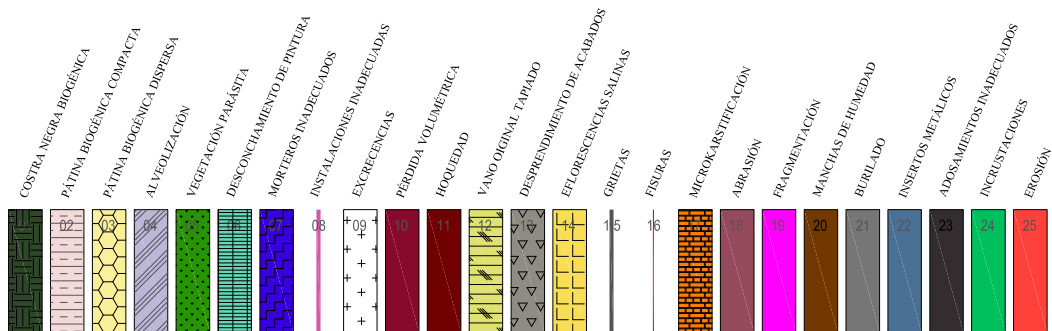 COSTRA NEGRA BIOGÉNICA
PÁTINA BIOGÉNICA COMPACTA
PÁTINA BIOGÉNICA DISPERSA
ALVEOLIZACIÓN
VEGETACIÓN PARÁSITA
DESCONCHAMIENTO DE PINTURA
MORTEROS INADECUADOS
INSTALACIONES INADECUADAS
EXCRECENCIAS
PÉRDIDA VOLUMÉTRICA
HOQUEDAD
VANO OIGINAL TAPIADO
DESPRENDIMIENTO DE ACABADOS
EFLORESCENCIAS SALINAS
GRIETAS
FISURAS
MICROKARSTIFICACIÓN
ABRASIÓN
FRAGMENTACIÓN
MANCHAS DE HUMEDAD
BURILADO
INSERTOS METÁLICOS
ADOSAMIENTOS INADECUADOS
INCRUSTACIONES
EROSIÓN
02
03
04
06
07
08
09
10
11
12
13
14
15
16
18
19
20
21
22
23
24
25